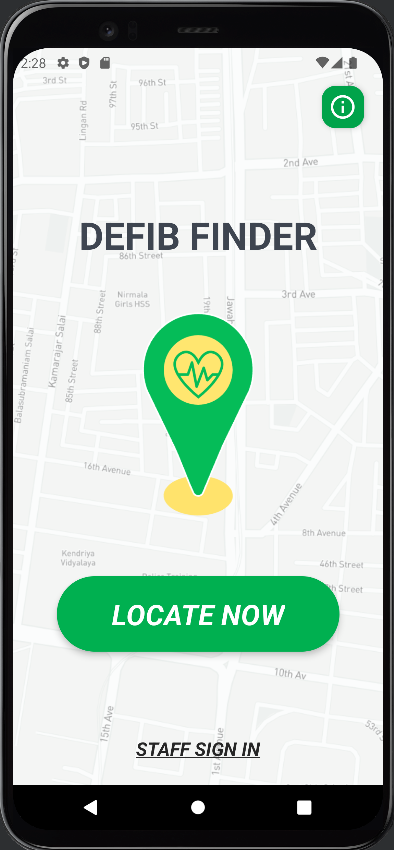 2:28
3rd St
96th St
97th St
Lingan Rd
95th St
2nd Ave
DEFIB FINDER
86th Street
Nirmala
Girls HSS
3rd Ave
88th Street
Kamarajar Salai
Balasubramaniam Salai
85th Street
16th Avenue
4th Avenue
8th Avenue
Kendriya
Vidyalaya
46th Street
LOCATE NOW
10th Av
15th Ave
STAFF SIGN IN